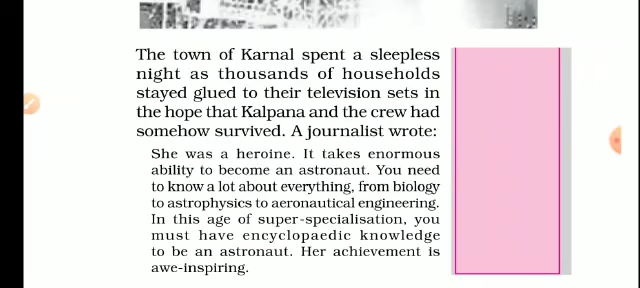 The town of Karnal spent a sleepless
night as thousands of households
stayed glued to their television sets in
the hope that Kalpana and the crew had
somehow survived. A journalist wrote:
She was a heroine. It takes enormous
ability to become an astronaut. You need
to know a lot about everything, from biology
to astrophysics to aeronautical engineering.
In this age of super-specialisation, you
must have encyclopaedic knowledge
to be an astronaut. Her achievement is
awe-inspiring.